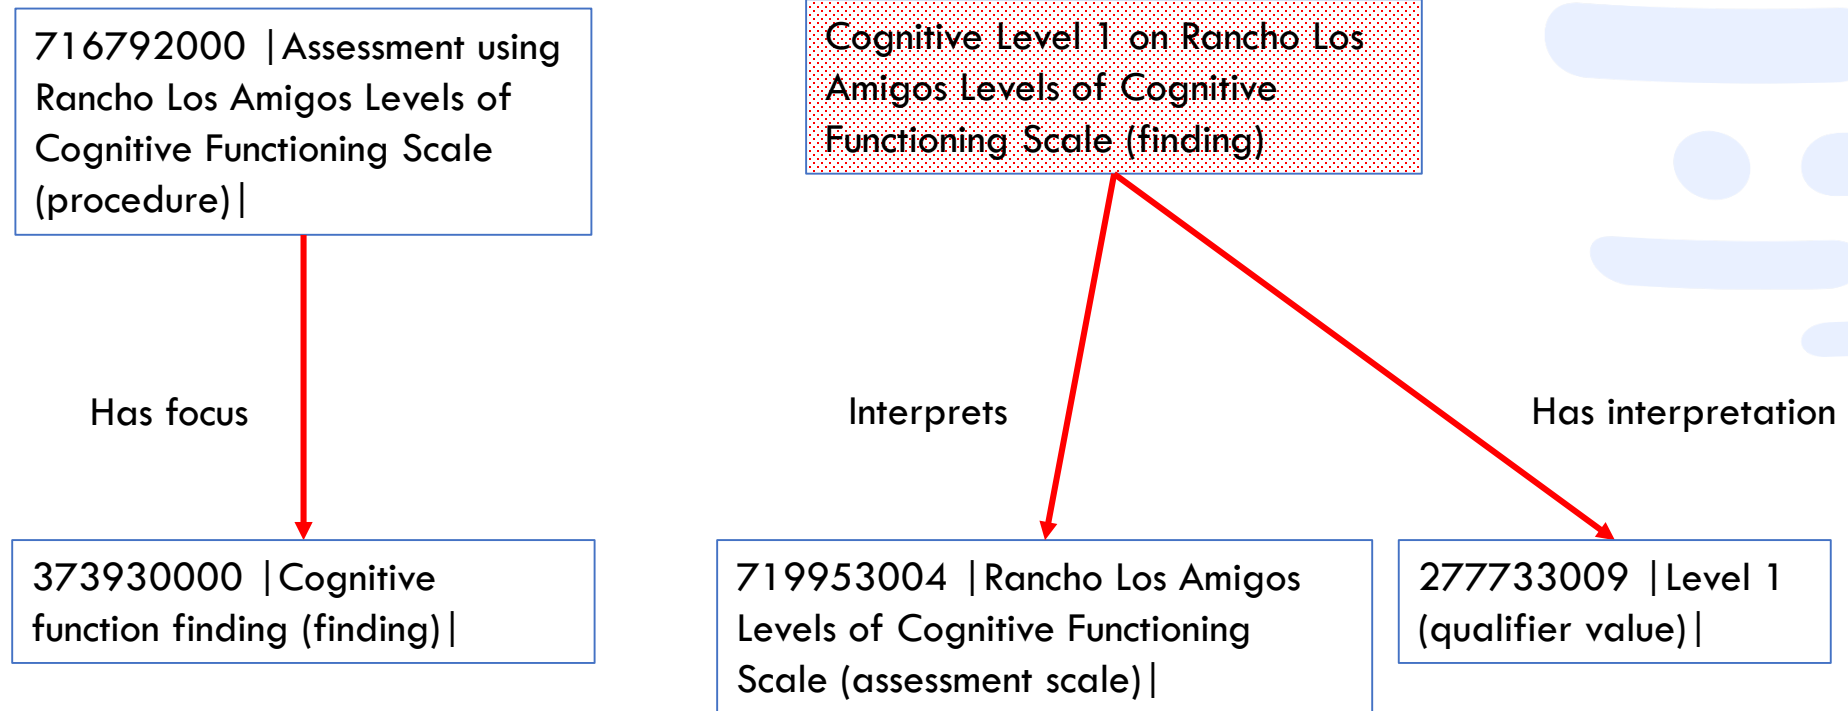 716792000 |Assessment using
Rancho Los Amigos Levels of
Cognitive Functioning Scale
(procedure)|
Cognitive Level 1 on Rancho Los
Amigos Levels of Cognitive
Functioning Scale (finding)
Has focus
Interprets
Has interpretation
373930000 |Cognitive
function finding (finding)|
719953004 |Rancho Los Amigos
Levels of Cognitive Functioning
Scale (assessment scale)|
277733009 |Level 1
(qualifier value)|